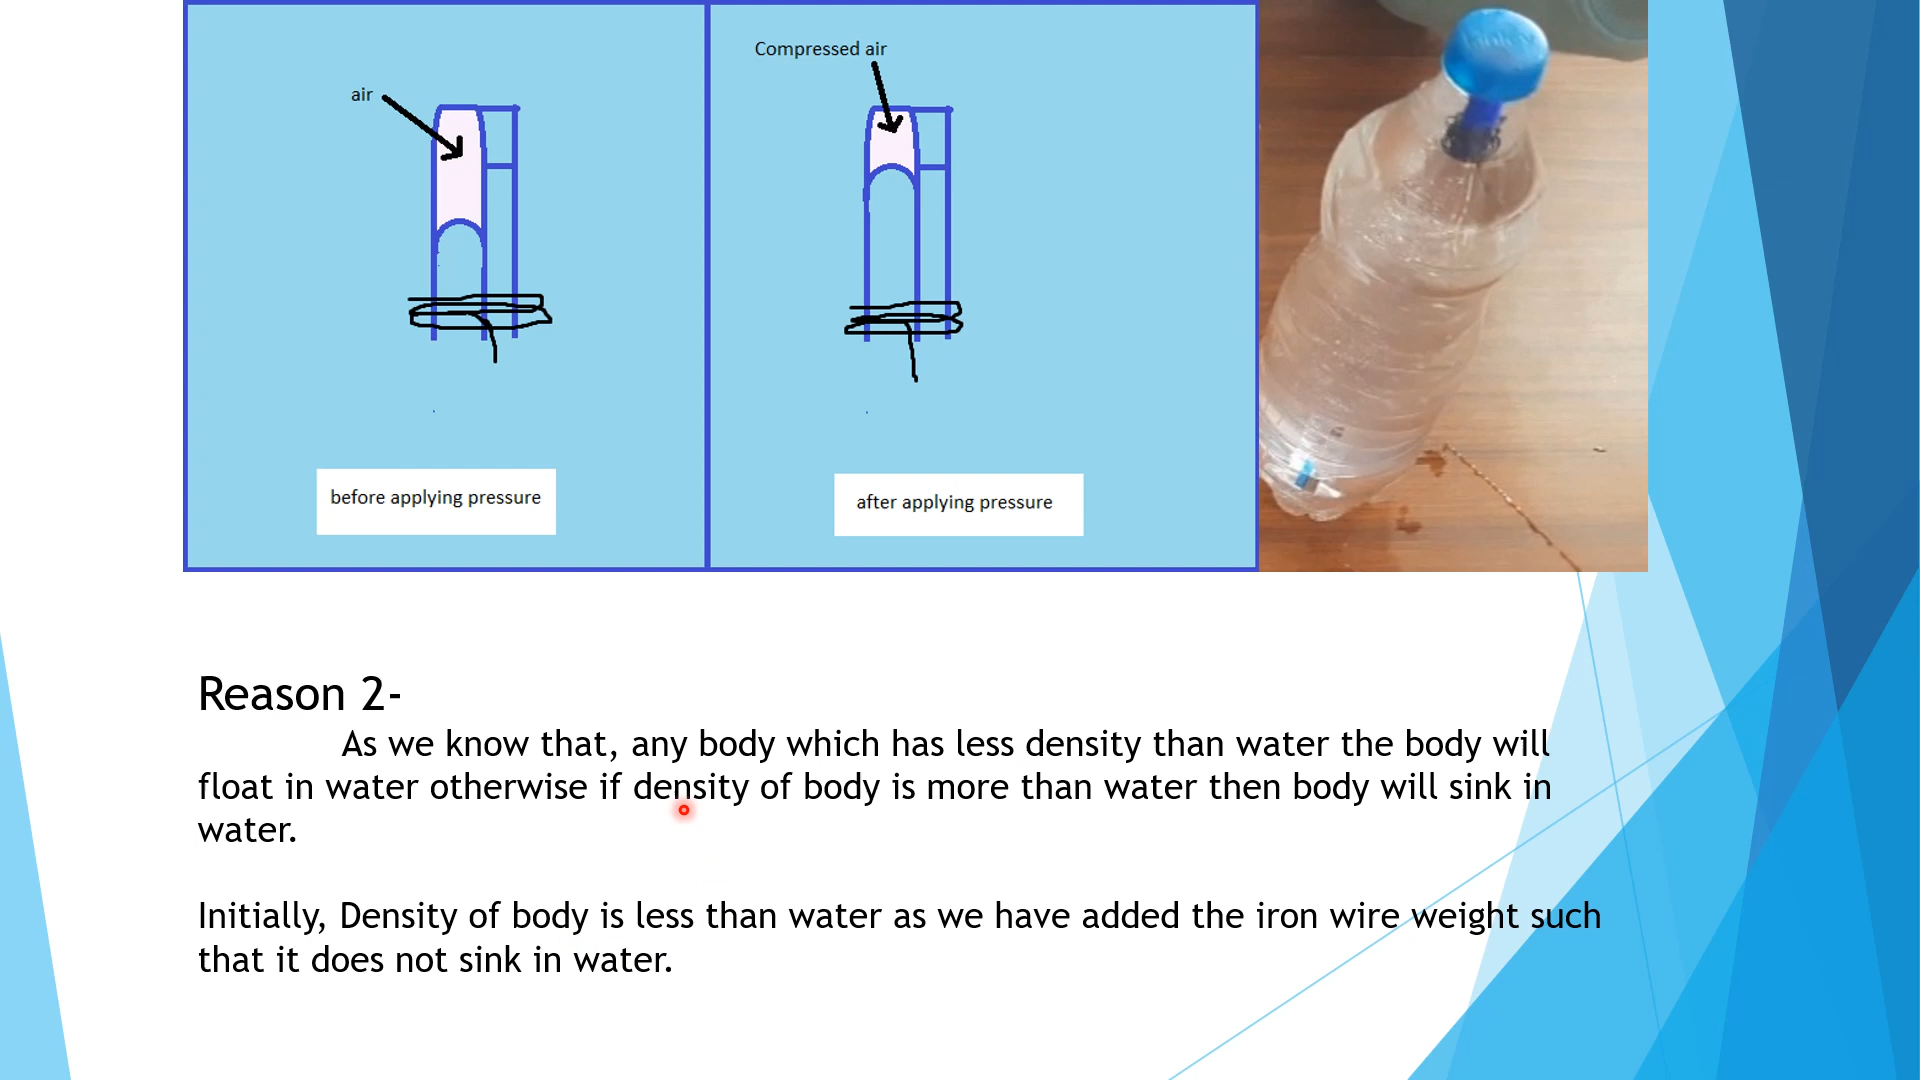 Compressed air
air
before applying pressure
after applying pressure
Reason 2-
As we know that, any body which has less density than water the body will
float in water otherwise if density of body is more than water then body will sink in
water.
Initially, Density of body is less than water as we have added the iron wire weight such
that it does not sink in water.